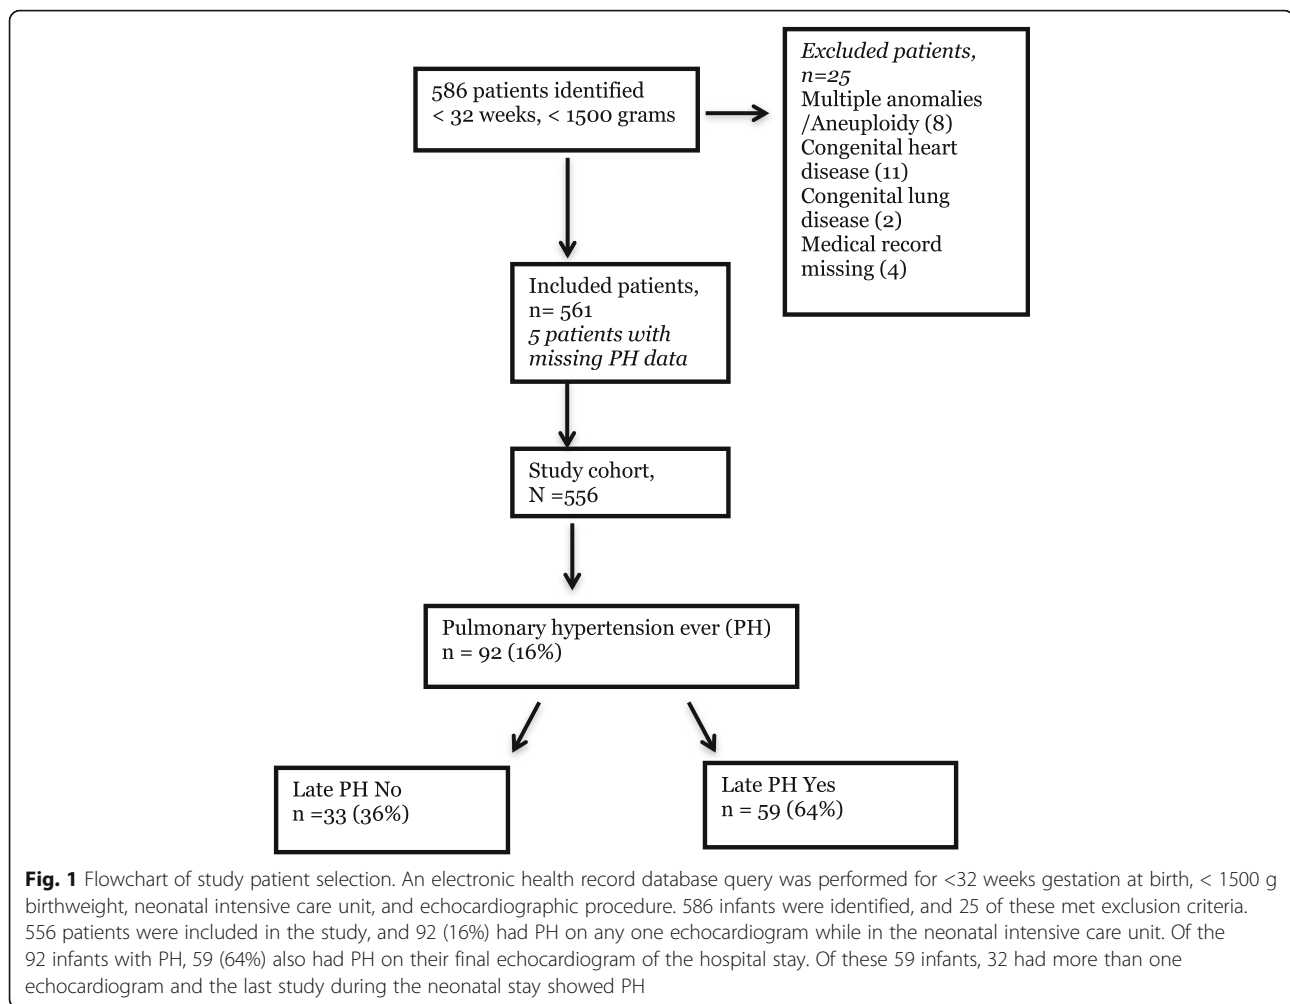 586 patients identified
< 32 weeks, < 1500 grams
Excluded patients,
n=25
Multiple anomalies
/Aneuploidy (8)
Congenital heart
disease (11)
Congenital lung
disease (2)
Medical record
missing (4)
Included patients,
n= 561
5 patients with
missing PH data
Study cohort,
N =556
Pulmonary hypertension ever (PH)
n = 92 (16%)
Late PH No
n =33 (36%)
Late PH Yes
n = 59 (64%)
Fig. 1 Flowchart of study patient selection. An electronic health record database query was performed for <32 weeks gestation at birth, < 1500 g
birthweight, neonatal intensive care unit, and echocardiographic procedure. 586 infants were identified, and 25 of these met exclusion criteria.
556 patients were included in the study, and 92 (16%) had PH on any one echocardiogram while in the neonatal intensive care unit. Of the
92 infants with PH, 59 (64%) also had PH on their final echocardiogram of the hospital stay. Of these 59 infants, 32 had more than one
echocardiogram and the last study during the neonatal stay showed PH